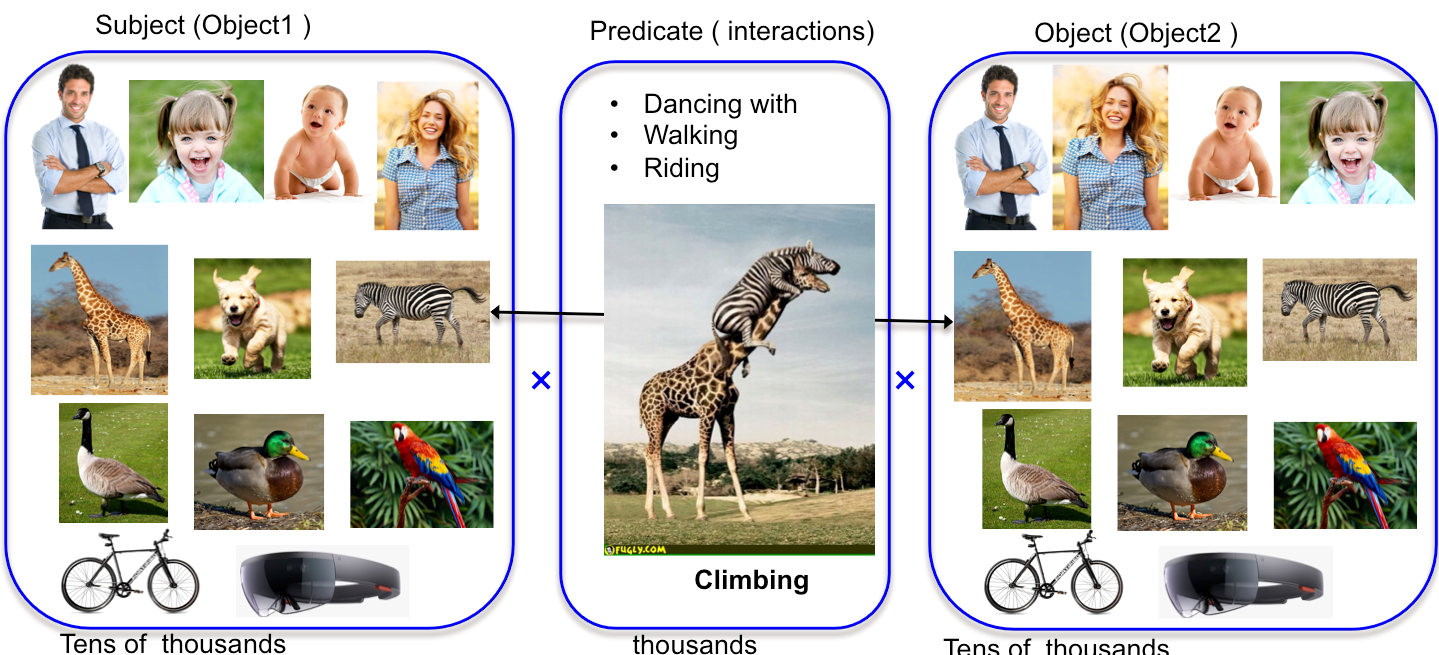 Subject (Object1 )
Predicate ( interactions)
Object (Object2 )
• Dancing with
• Walking
• Riding
×
×
FUGLY.COM
Climbing
Tens of thousands
thousands
Tens of thousands